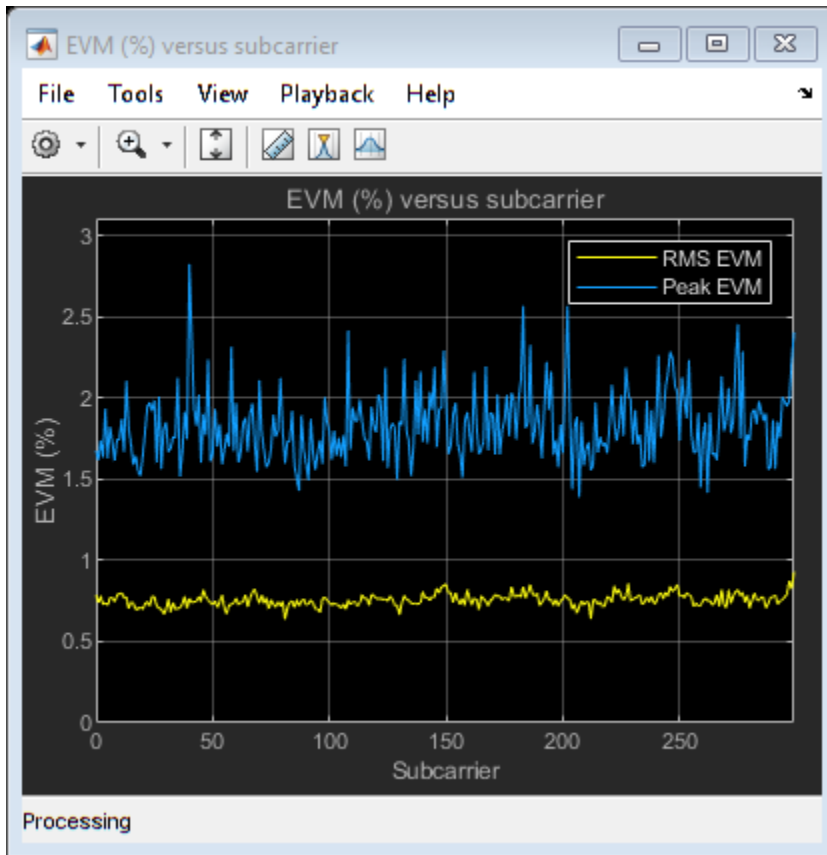 EVM (%) versus subcarrier
File Tools View Playback Help
EVM (%) versus subcarrier
RMS EVM
Peak EVM
3
2.5
2
1.5
1
0.5
0
EVM (%)
0 50 100 150 200 250
Subcarrier
Processing